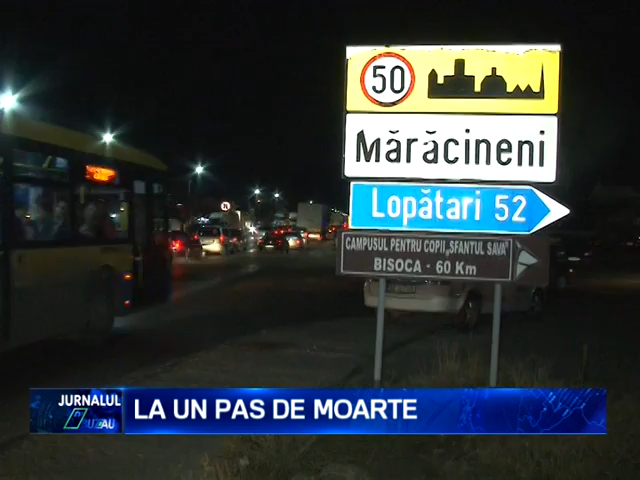 50
Mărăcineni
Lopătari 52
CAMPUSUL PENTRU COPII „SFANTUL SAVA"
BISOCA - 60 Km
JURNALUL
BUZAU
LA UN PAS DE MOARTE